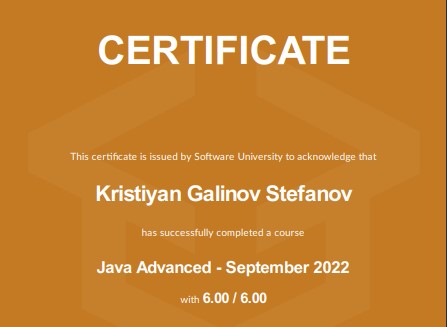 CERTIFICATE
This certificate is issued by Software University to acknowledge that
Kristiyan Galinov Stefanov
has successfully completed a course
Java Advanced - September 2022
with 6.00 / 6.00